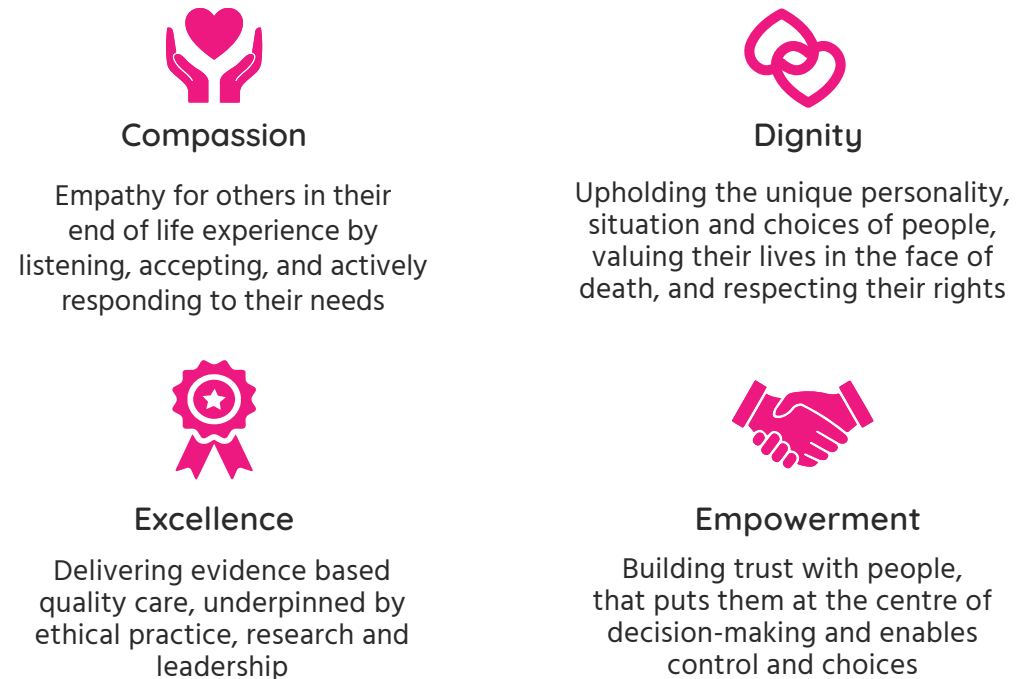 Compassion
Empathy for others in their
end of life experience by
listening, accepting, and actively
responding to their needs
Dignity
Upholding the unique personality,
situation and choices of people,
valuing their lives in the face of
death, and respecting their rights
Excellence
Delivering evidence based
quality care, underpinned by
ethical practice, research and
leadership
Empowerment
Building trust with people,
that puts them at the centre of
decision-making and enables
control and choices